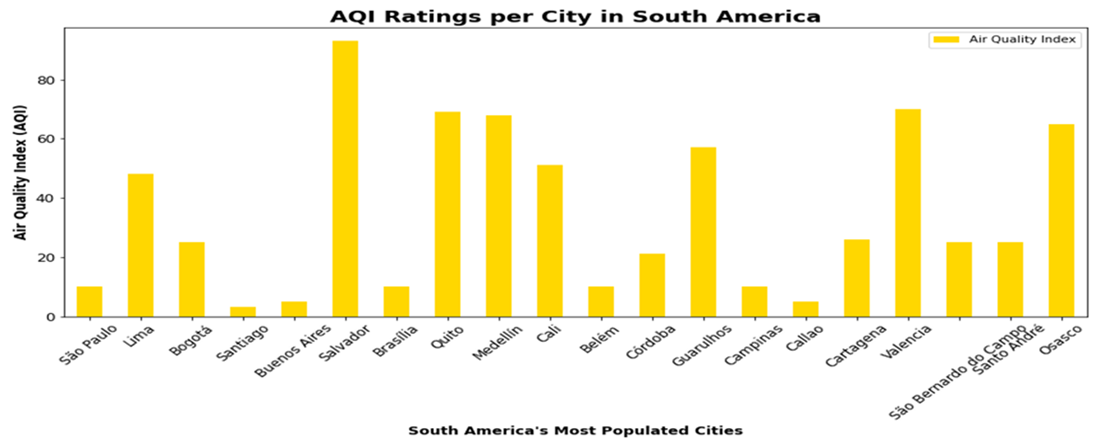 AQI Ratings per City in South America
Air Quality Index
Air Quality Index (AQI)
80
60
40
20
0
São Paulo
Lima
Bogotá
Santiago
Buenos Aires
Salvador
Brasília
Quito
Medellín
Cali
Belém
Córdoba
Guarulhos
Campinas
Callao
Cartagena
Valencia
São Bernardo do Campo
Santo André
Osasco
South America's Most Populated Cities